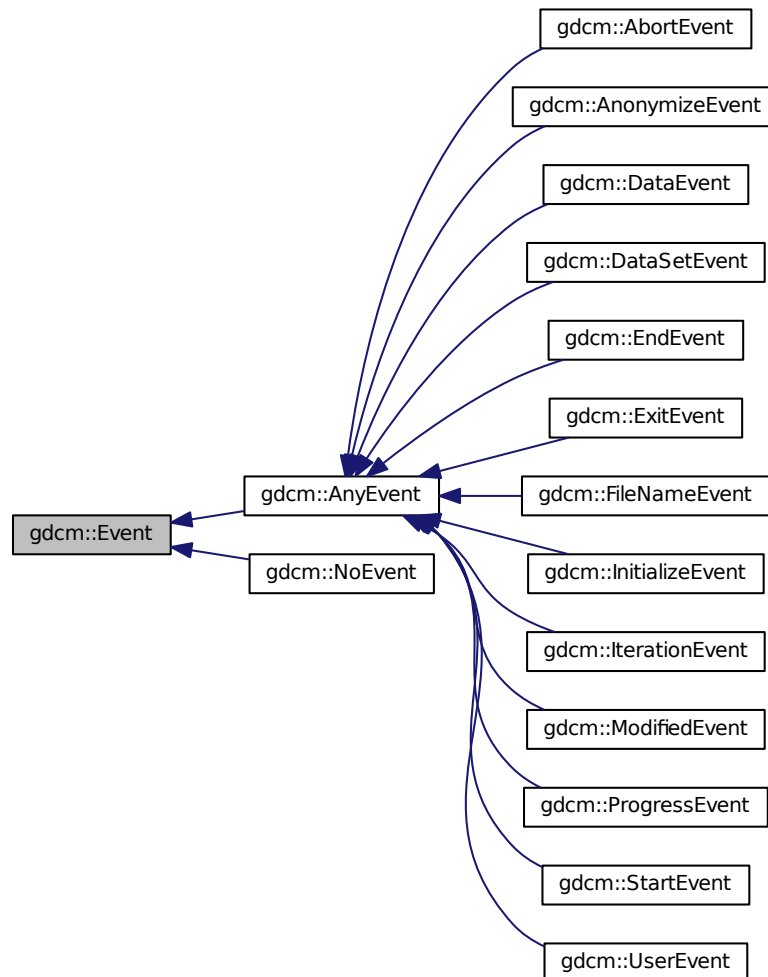 gdcm::AbortEvent
gdcm::AnonymizeEvent
gdcm::DataEvent
gdcm::DataSetEvent
gdcm::EndEvent
gdcm::ExitEvent
gdcm::AnyEvent
gdcm::FileNameEvent
gdcm::Event
gdcm::NoEvent
gdcm::InitializeEvent
gdcm::IterationEvent
gdcm::ModifiedEvent
gdcm::ProgressEvent
gdcm::StartEvent
gdcm::UserEvent